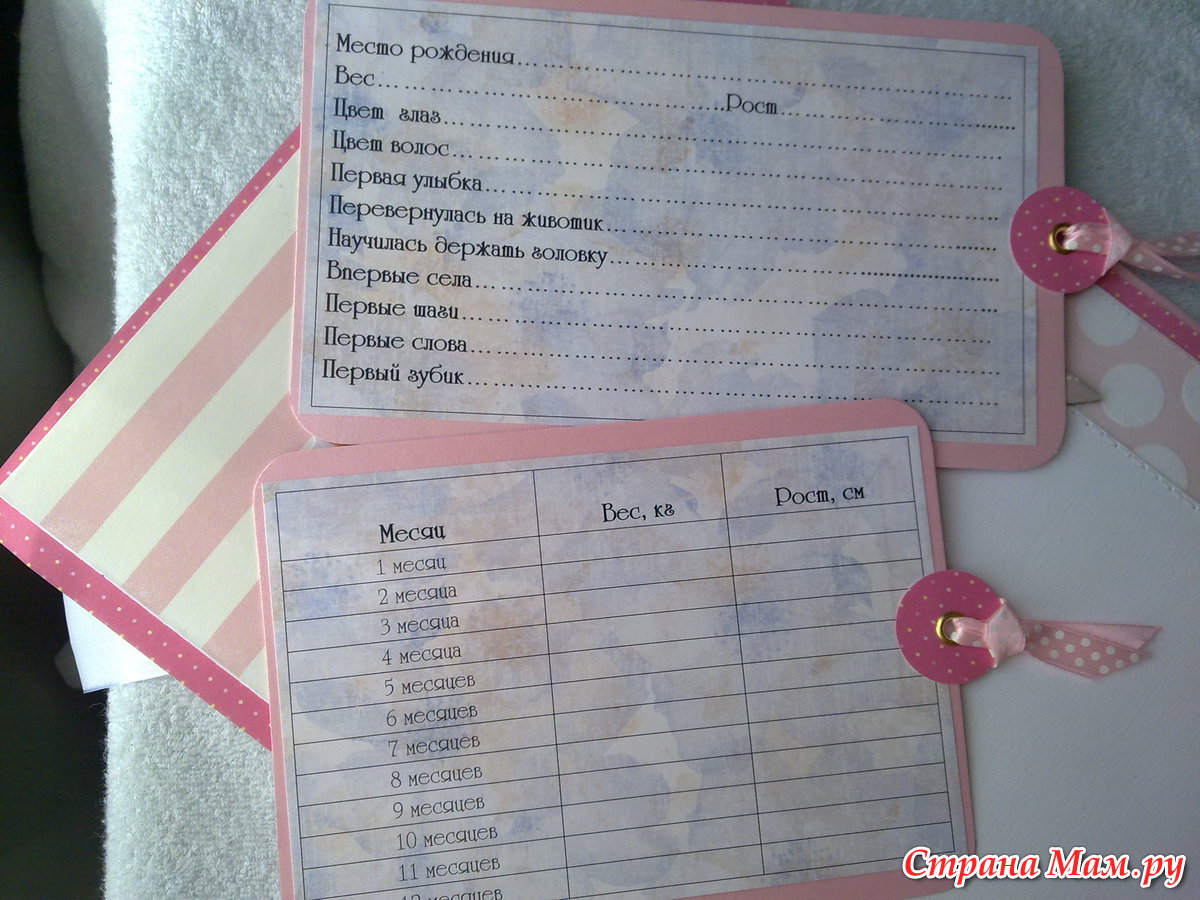 Место рождения................................................
Вес................................Рост................................
Цвет глаз................................................
Цвет волос................................................
Первая улыбка................................................
Перевернулась на животик................................................
Научилась держать головку................................................
Впервые села................................................
Первые шаги................................................
Первые слова................................................
Первый зубик................................................
Месяц Вес, кг Рост, см
1 месяц
2 месяца
3 месяца
4 месяца
5 месяцев
6 месяцев
7 месяцев
8 месяцев
9 месяцев
10 месяцев
11 месяцев
12 месяцев
Страна Мам.ру